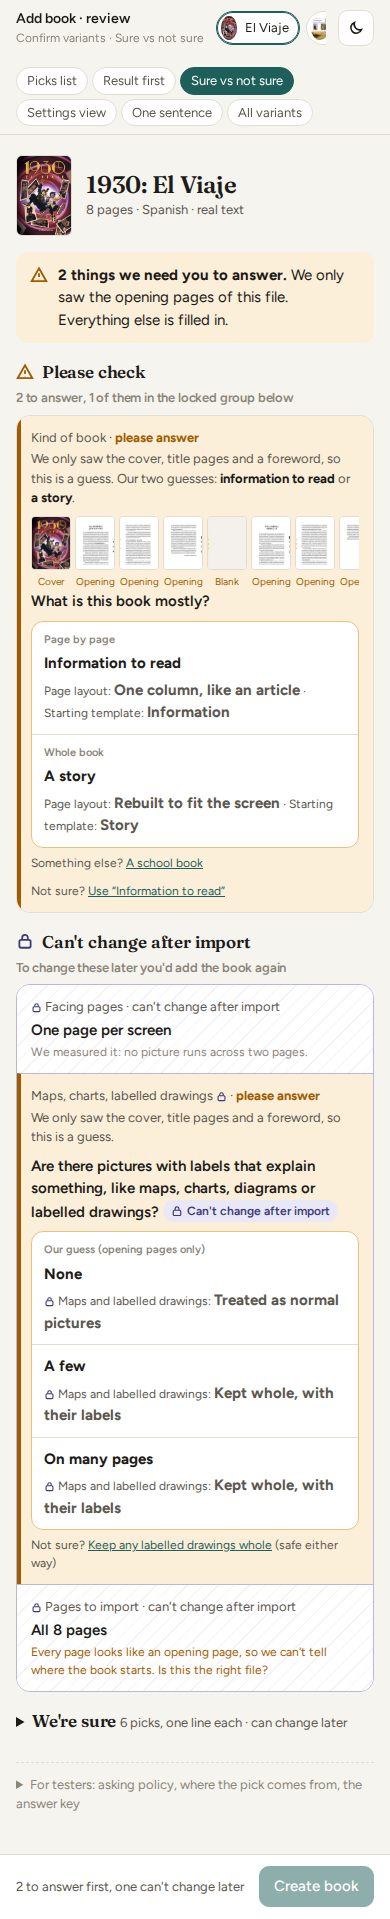 Add book · review
Confirm variants · Sure vs not sure
El Viaje
Picks list
Result first
Sure vs not sure
Settings view
One sentence
All variants
1930
1930: El Viaje
8 pages · Spanish · real text
2 things we need you to answer. We only
saw the opening pages of this file.
Everything else is filled in.
Please check
2 to answer, 1 of them in the locked group below
Kind of book · please answer
We only saw the cover, title pages and a foreword, so
this is a guess. Our two guesses: information to read or
a story.
1930
Cover
Opening
Opening
Opening
Blank
Opening
Opening
Ope
What is this book mostly?
Page by page
Information to read
Page layout: One column, like an article ·
Starting template: Information
Whole book
A story
Page layout: Rebuilt to fit the screen · Starting
template: Story
Something else? A school book
Not sure? Use “Information to read”
Can't change after import
To change these later you'd add the book again
Facing pages · can't change after import
One page per screen
We measured it: no picture runs across two pages.
Maps, charts, labelled drawings · please answer
We only saw the cover, title pages and a foreword, so
this is a guess.
Are there pictures with labels that explain
something, like maps, charts, diagrams or
labelled drawings? Can't change after import
Our guess (opening pages only)
None
Maps and labelled drawings: Treated as normal
pictures
A few
Maps and labelled drawings: Kept whole, with
their labels
On many pages
Maps and labelled drawings: Kept whole, with
their labels
Not sure? Keep any labelled drawings whole (safe either
way)
Pages to import · can't change after import
All 8 pages
Every page looks like an opening page, so we can't tell
where the book starts. Is this the right file?
We're sure 6 picks, one line each · can change later
For testers: asking policy, where the pick comes from, the
answer key
2 to answer first, one can't change later
Create book